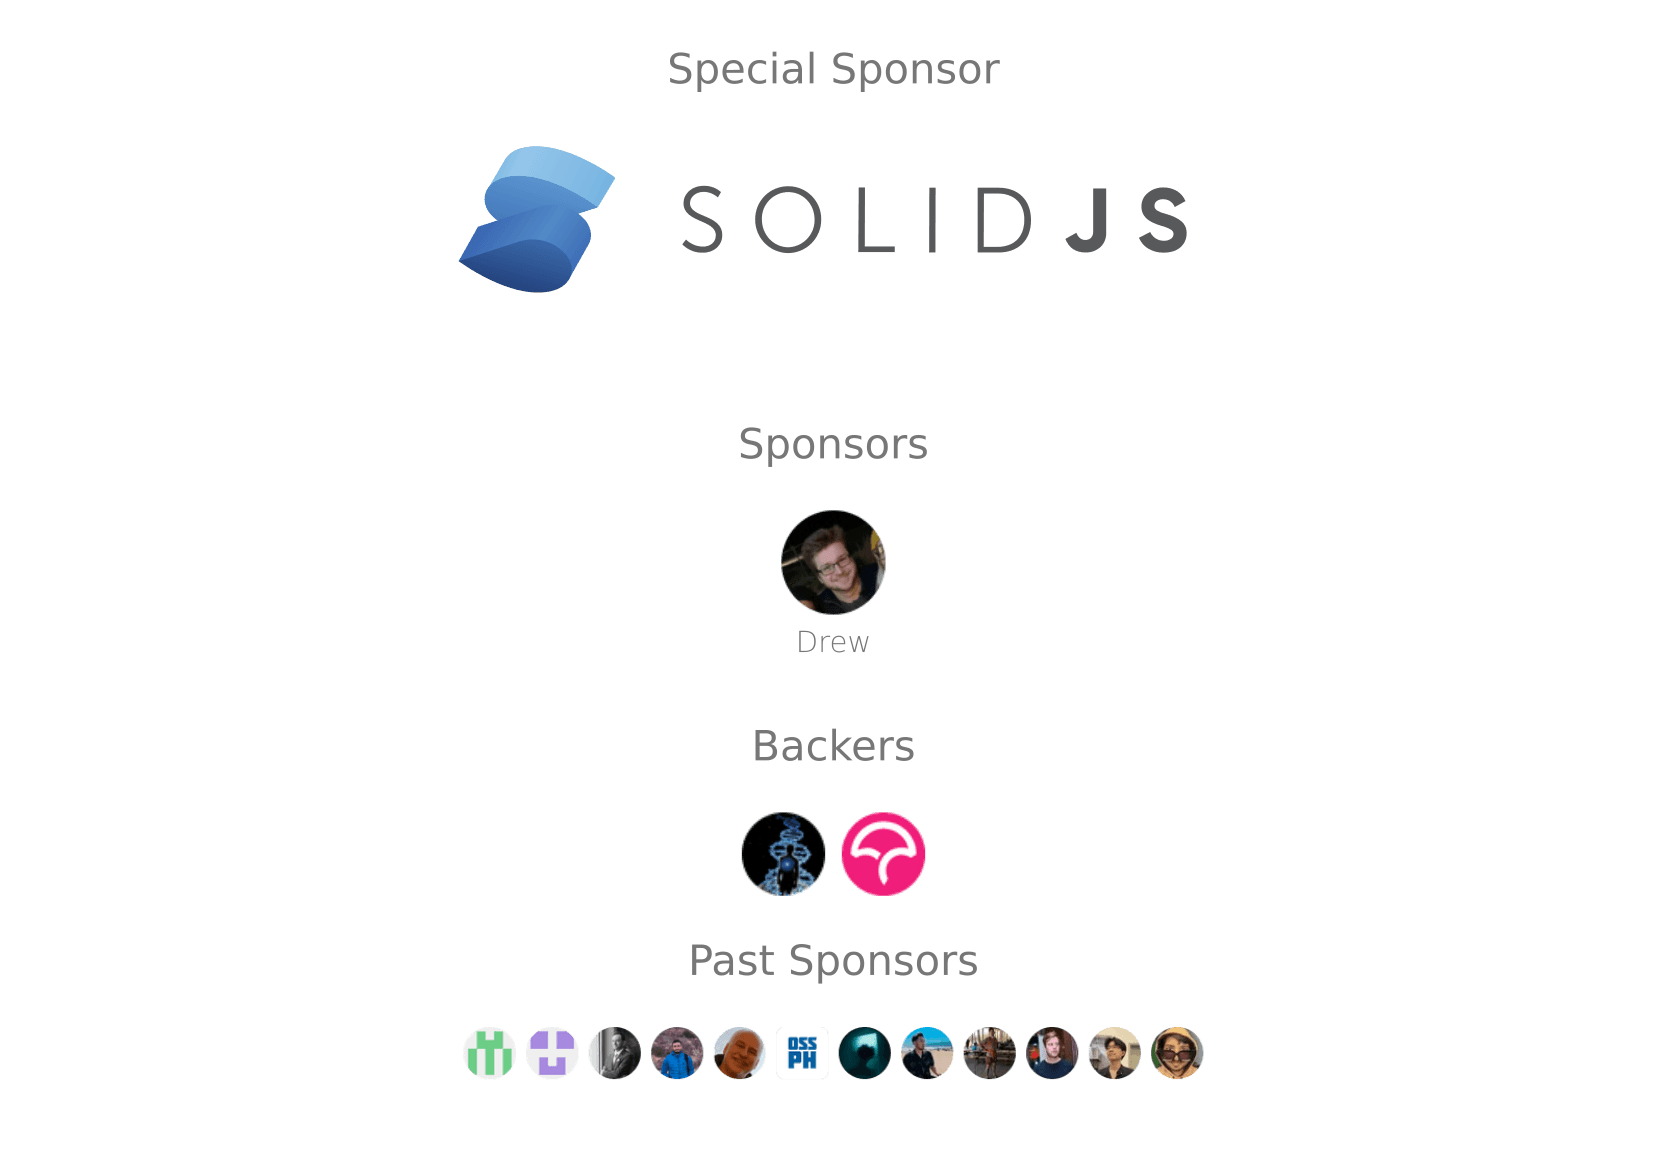 Special Sponsor
SOLIDJS
Sponsors
Drew
Backers
Past Sponsors
OSS
PH